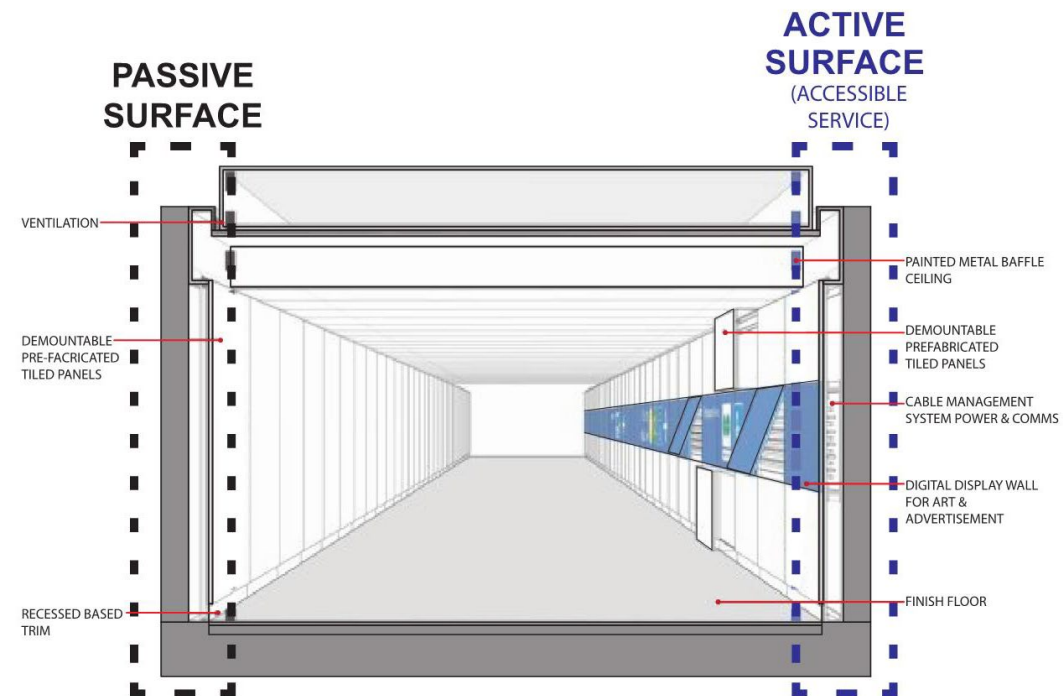 PASSIVE
SURFACE
ACTIVE
SURFACE
(ACCESSIBLE
SERVICE)
VENTILATION
DEMOUNTABLE
PRE-FACRICATED
TILED PANELS
RECESSED BASED
TRIM
PAINTED METAL BAFFLE
CEILING
DEMOUNTABLE
PREFABRICATED
TILED PANELS
CABLE MANAGEMENT
SYSTEM POWER & COMMS
DIGITAL DISPLAY WALL
FOR ART &
ADVERTISEMENT
FINISH FLOOR